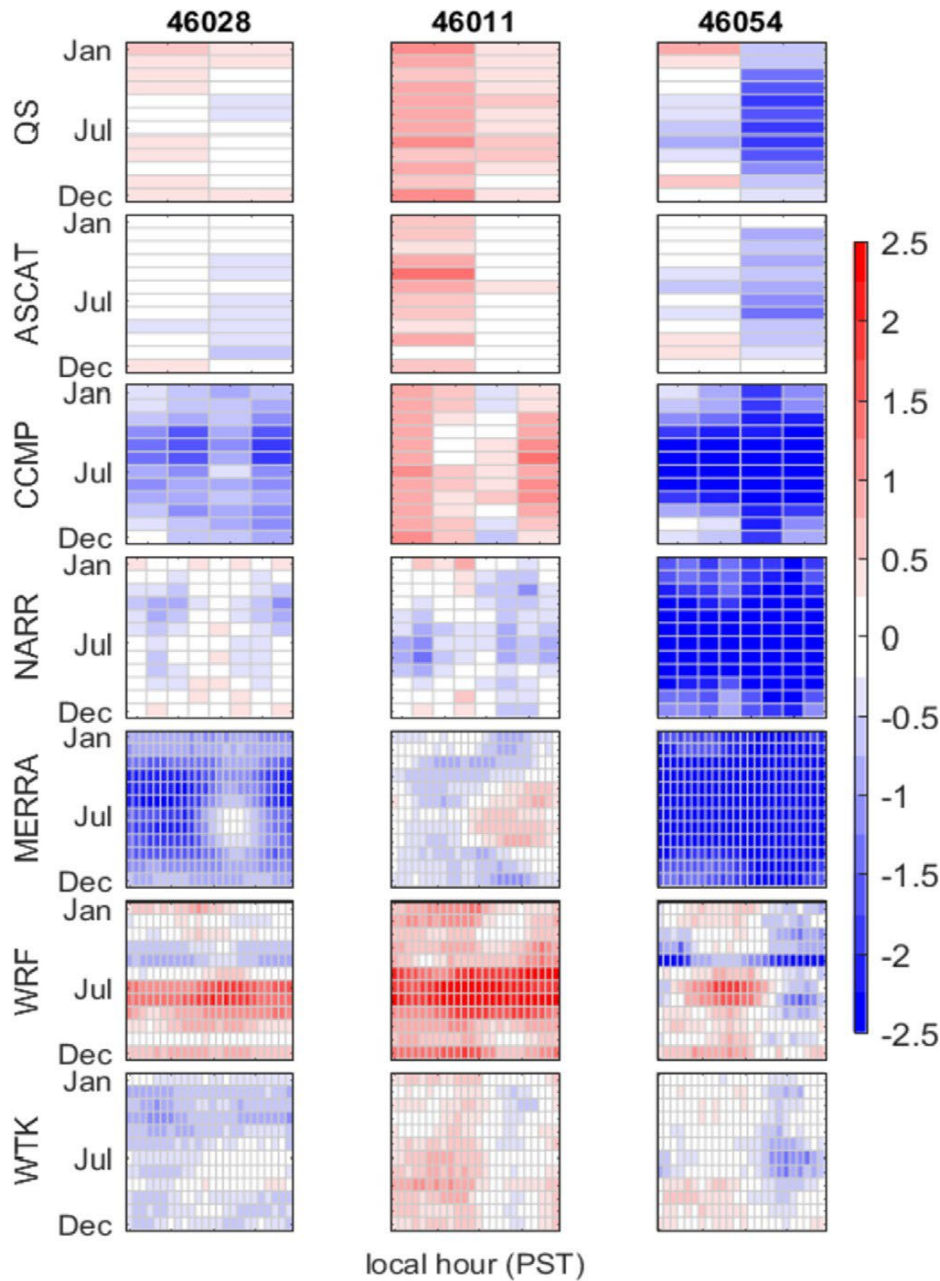 46028 46011 46054
QS
Jan
Jul
Dec
ASCAT
Jan
Jul
Dec
CCMP
Jan
Jul
Dec
NARR
Jan
Jul
Dec
MERRA
Jan
Jul
Dec
WRF
Jan
Jul
Dec
WTK
Jan
Jul
Dec
2.5
2
1.5
1
0.5
0
-0.5
-1
-1.5
-2
-2.5
local hour (PST)